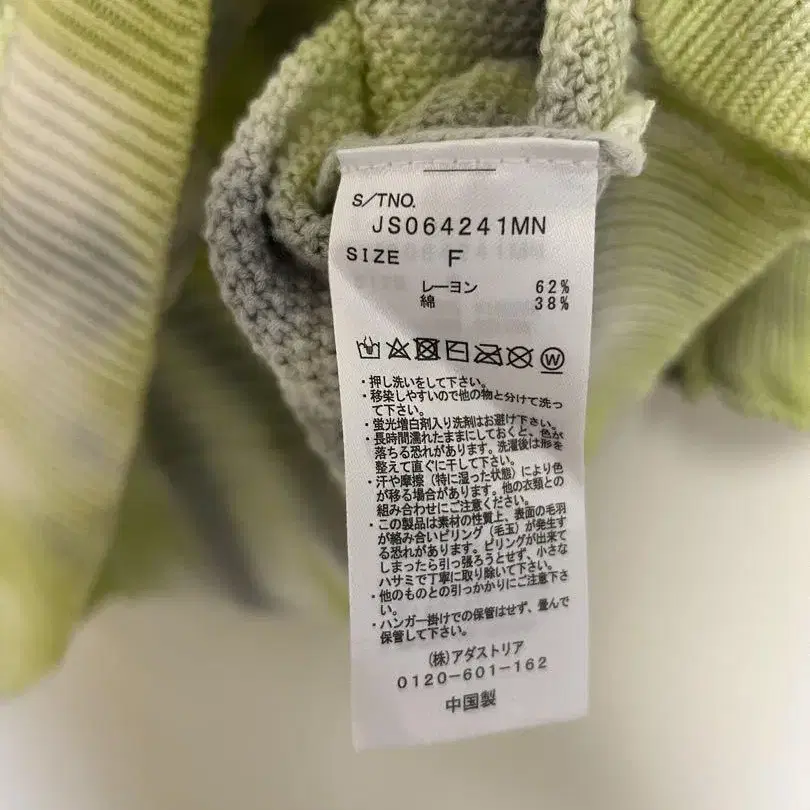 S/TNO.
JS064241MN
SIZE F
レーヨン 62%
綿 38%
W
・押し洗いをして下さい。
・移染しやすいので他の物と分けて洗っ
て下さい。
・蛍光増白剤入り洗剤はお避け下さい。
・長時間濡れたままにしておくと、色が
落ちる恐れがあります。洗濯後は形を
整えて直ぐに干して下さい。
・汗や摩擦（特に湿った状態）により色
が移る場合があります。他の衣類との
組み合わせにご注意ください。
・この製品は素材の性質上、表面の毛羽
が絡み合いピリング（毛玉）が発生す
る恐れがあります。ピリングが出来て
しまったら引っ張ろうとせず、小さな
ハサミで丁寧に取り除いて下さい。
・他のものとの引っかかりにご注意下さ
い。
・ハンガー掛けでの保管はせず、畳んで
保管して下さい。
(株)アダストリア
0120-601-162
中国製